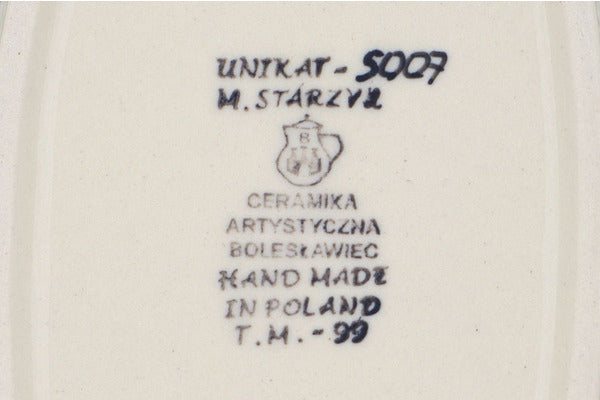 UNIKAT - S007
M. STARZYK
B
CERAMIKA
ARTYSTYCZNA
BOLESŁAWIEC
HAND MADE
IN POLAND
T.M. - 99